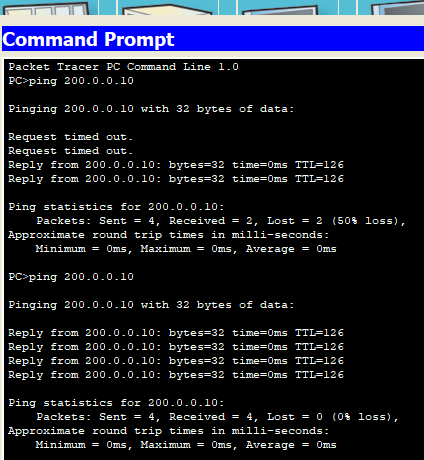 Command Prompt
Packet Tracer PC Command Line 1.0
PC>ping 200.0.0.10
Pinging 200.0.0.10 with 32 bytes of data:
Request timed out.
Request timed out.
Reply from 200.0.0.10: bytes=32 time=0ms TTL=126
Reply from 200.0.0.10: bytes=32 time=0ms TTL=126
Ping statistics for 200.0.0.10:
Packets: Sent = 4, Received = 2, Lost = 2 (50% loss),
Approximate round trip times in milli-seconds:
Minimum = 0ms, Maximum = 0ms, Average = 0ms
PC>ping 200.0.0.10
Pinging 200.0.0.10 with 32 bytes of data:
Reply from 200.0.0.10: bytes=32 time=0ms TTL=126
Reply from 200.0.0.10: bytes=32 time=0ms TTL=126
Reply from 200.0.0.10: bytes=32 time=0ms TTL=126
Reply from 200.0.0.10: bytes=32 time=0ms TTL=126
Ping statistics for 200.0.0.10:
Packets: Sent = 4, Received = 4, Lost = 0 (0% loss),
Approximate round trip times in milli-seconds:
Minimum = 0ms, Maximum = 0ms, Average = 0ms